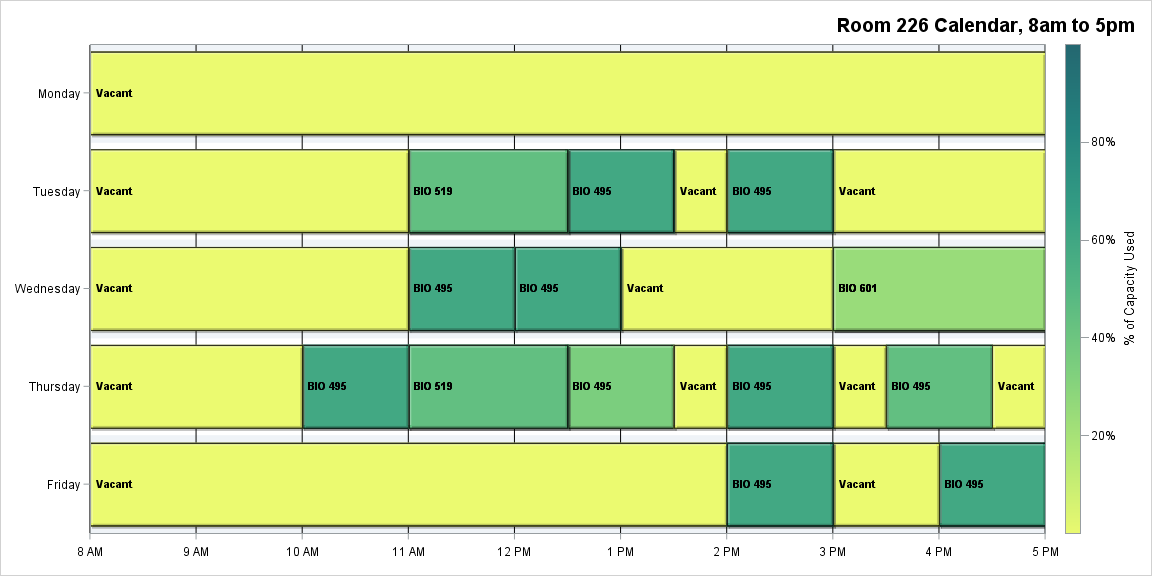 Room 226 Calendar, 8am to 5pm
Monday
Vacant
Tuesday
Vacant
BIO 519
BIO 495
Vacant
BIO 495
Vacant
Wednesday
Vacant
BIO 495
BIO 495
Vacant
BIO 601
Thursday
Vacant
BIO 495
BIO 519
BIO 495
Vacant
BIO 495
Vacant
BIO 495
Vacant
Friday
Vacant
BIO 495
Vacant
BIO 495
8 AM
9 AM
10 AM
11 AM
12 PM
1 PM
2 PM
3 PM
4 PM
5 PM
80%
60%
40%
20%
% of Capacity Used